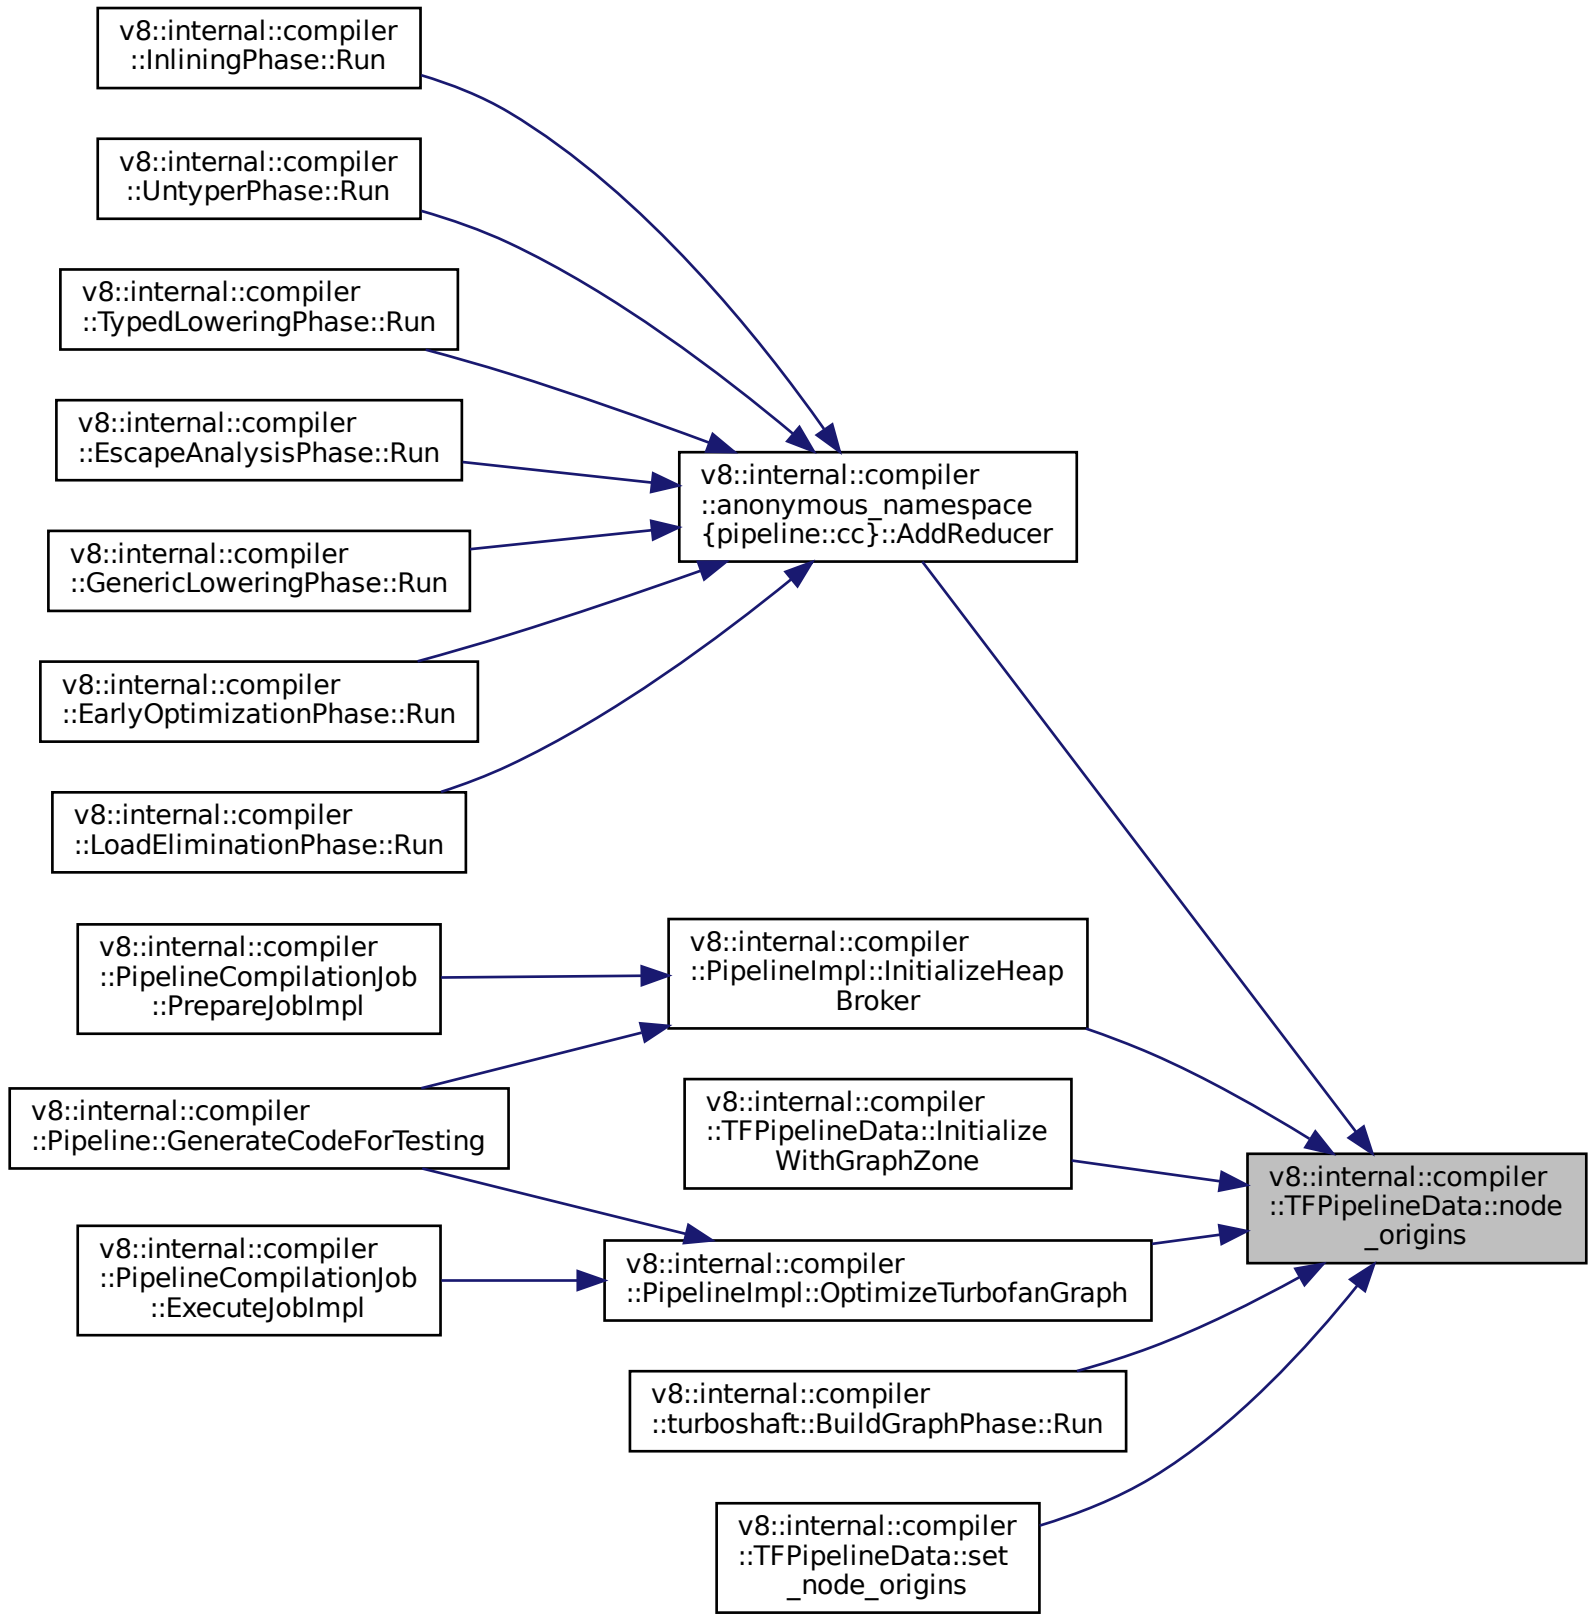 v8::internal::compiler
::InliningPhase::Run
v8::internal::compiler
::UntyperPhase::Run
v8::internal::compiler
::TypedLoweringPhase::Run
v8::internal::compiler
::EscapeAnalysisPhase::Run
v8::internal::compiler
::GenericLoweringPhase::Run
v8::internal::compiler
::EarlyOptimizationPhase::Run
v8::internal::compiler
::LoadEliminationPhase::Run
v8::internal::compiler
::anonymous_namespace
{pipeline::cc}::AddReducer
v8::internal::compiler
::PipelineCompilationJob
::PrepareJobImpl
v8::internal::compiler
::Pipeline::GenerateCodeForTesting
v8::internal::compiler
::PipelineCompilationJob
::ExecuteJobImpl
v8::internal::compiler
::PipelineImpl::InitializeHeap
Broker
v8::internal::compiler
::TFPipelineData::Initialize
WithGraphZone
v8::internal::compiler
::PipelineImpl::OptimizeTurbofanGraph
v8::internal::compiler
::turboshaft::BuildGraphPhase::Run
v8::internal::compiler
::TFPipelineData::set
_node_origins
v8::internal::compiler
::TFPipelineData::node
_origins